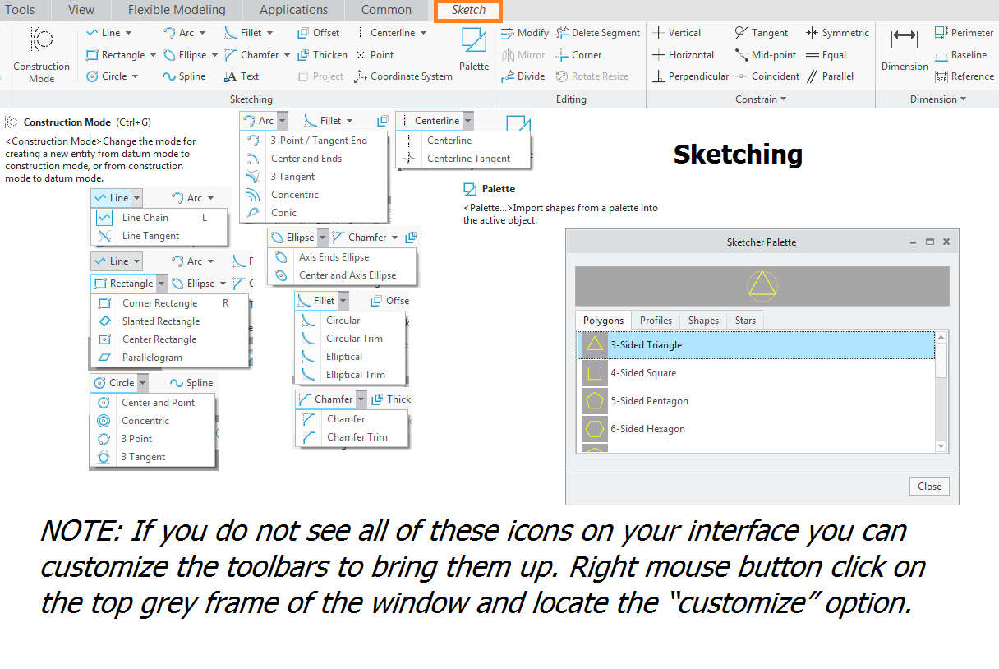 Tools View Flexible Modeling Applications Common Sketch
Construction Mode
Line Arc Fillet Offset Centerline
Rectangle Ellipse Chamfer Thicken Point
Circle Spline Text Project Coordinate System
Palette
Sketching
Modify Delete Segment
Mirror Corner
Divide Rotate Resize
Editing
Vertical Tangent Symmetric
Horizontal Mid-point Equal
Perpendicular Coincident Parallel
Constrain
Dimension
Perimeter
Baseline
REF Reference
Dimension
Construction Mode (Ctrl+G)
<Construction Mode>Change the mode for
creating a new entity from datum mode to
construction mode, or from construction
mode to datum mode.
Line Arc
Line Chain L
Line Tangent
Line Arc F
Rectangle Ellipse C
Corner Rectangle R
Slanted Rectangle
Center Rectangle
Parallelogram
Circle Spline
Center and Point
Concentric
3 Point
3 Tangent
Arc Fillet
3-Point / Tangent End
Center and Ends
3 Tangent
Concentric
Conic
Ellipse Chamfer
Axis Ends Ellipse
Center and Axis Ellipse
Fillet Offse
Circular
Circular Trim
Elliptical
Elliptical Trim
Chamfer Thicke
Chamfer
Chamfer Trim
Centerline
Centerline
Centerline Tangent
Palette
<Palette...>Import shapes from a palette into
the active object.
Sketching
Sketcher Palette
Polygons Profiles Shapes Stars
3-Sided Triangle
4-Sided Square
5-Sided Pentagon
6-Sided Hexagon
Close
NOTE: If you do not see all of these icons on your interface you can
customize the toolbars to bring them up. Right mouse button click on
the top grey frame of the window and locate the “customize” option.